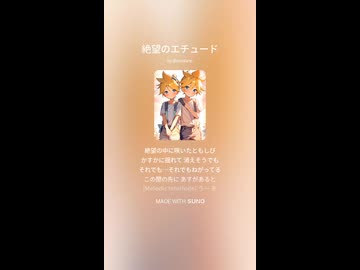 絶望のエチュード
絶望の中に咲いたともしび
かすかに揺れて 消えそうでも
それでも…それでもねがってる
この闇の先に あすがあると
MADE WITH SUNO